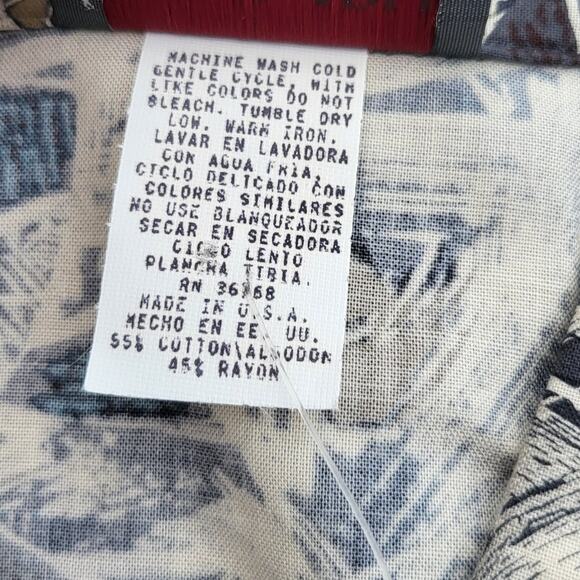 MACHINE WASH COLD
GENTLE CYCLE, WITH
LIKE COLORS DO NOT
BLEACH. TUMBLE DRY
LOW. WARM IRON.
LAVAR EN LAVADORA
CON AGUA FRIA.
CICLO DELICADO CON
COLORES SIMILARES
NO USE BLANQUEADOR
SECAR EN SECADORA
CICLO LENTO
PLANCHA TIBIA.
RN 36168
MADE IN U.S.A.
HECHO EN EE. UU.
55% COTTON\ALGODON
45% RAYON